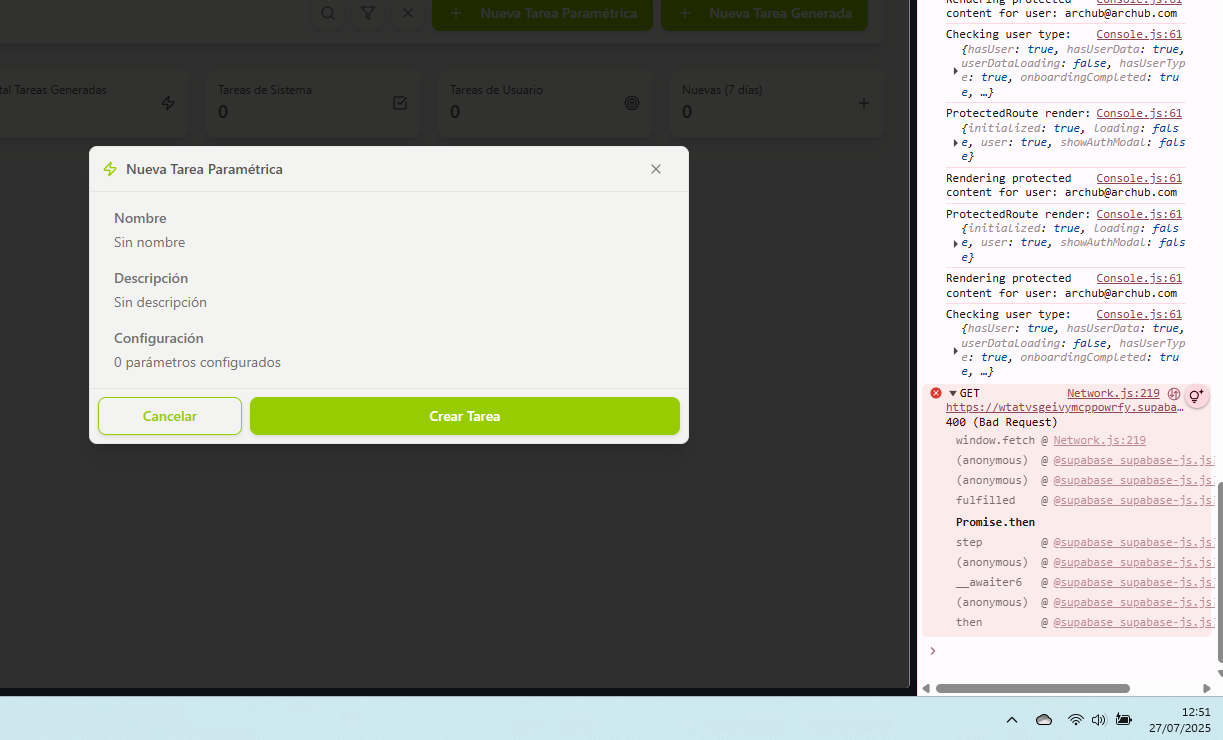 Nueva Tarea Paramétrica
Nueva Tarea Generada
tal Tareas Generadas
Tareas de Sistema
0
Tareas de Usuario
0
Nuevas (7 días)
0
Nueva Tarea Paramétrica
Nombre
Sin nombre
Descripción
Sin descripción
Configuración
0 parámetros configurados
Cancelar
Crear Tarea
Rendering protected Console.js:61
content for user: archub@archub.com
Checking user type: Console.js:61
{hasUser: true, hasUserData: true,
userDataLoading: false, hasUserTyp
e: true, onboardingCompleted: tru
e, …}
ProtectedRoute render: Console.js:61
{initialized: true, loading: fals
e, user: true, showAuthModal: fals
e}
Rendering protected Console.js:61
content for user: archub@archub.com
ProtectedRoute render: Console.js:61
{initialized: true, loading: fals
e, user: true, showAuthModal: fals
e}
Rendering protected Console.js:61
content for user: archub@archub.com
Checking user type: Console.js:61
{hasUser: true, hasUserData: true,
userDataLoading: false, hasUserTyp
e: true, onboardingCompleted: tru
e, …}
GET Network.js:219
https://wtatvsgeivymcppowrfy.supaba…
400 (Bad Request)
window.fetch @ Network.js:219
(anonymous) @ @supabase_supabase-js.js?
(anonymous) @ @supabase_supabase-js.js?
fulfilled @ @supabase_supabase-js.js?
Promise.then
step @ @supabase_supabase-js.js?
(anonymous) @ @supabase_supabase-js.js?
__awaiter6 @ @supabase_supabase-js.js?
(anonymous) @ @supabase_supabase-js.js?
then @ @supabase_supabase-js.js?
12:51
27/07/2025